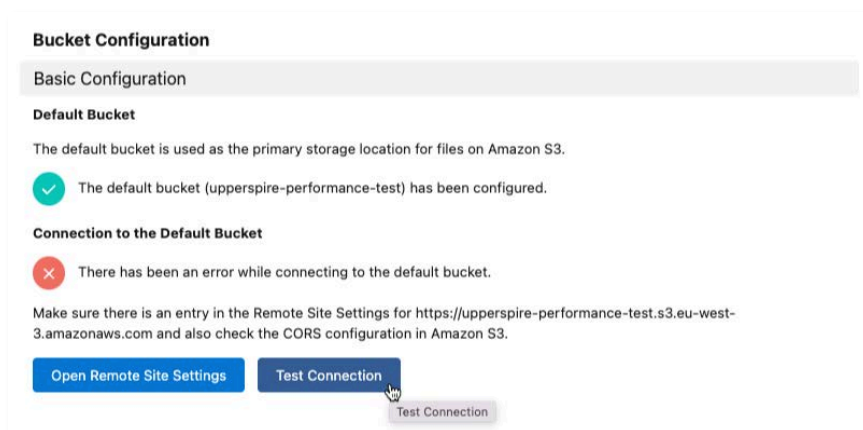 Bucket Configuration
Basic Configuration
Default Bucket
The default bucket is used as the primary storage location for files on Amazon S3.
The default bucket (upperspire-performance-test) has been configured.
Connection to the Default Bucket
There has been an error while connecting to the default bucket.
Make sure there is an entry in the Remote Site Settings for https://upperspire-performance-test.s3.eu-west-
3.amazonaws.com and also check the CORS configuration in Amazon S3.
Open Remote Site Settings
Test Connection
Test Connection